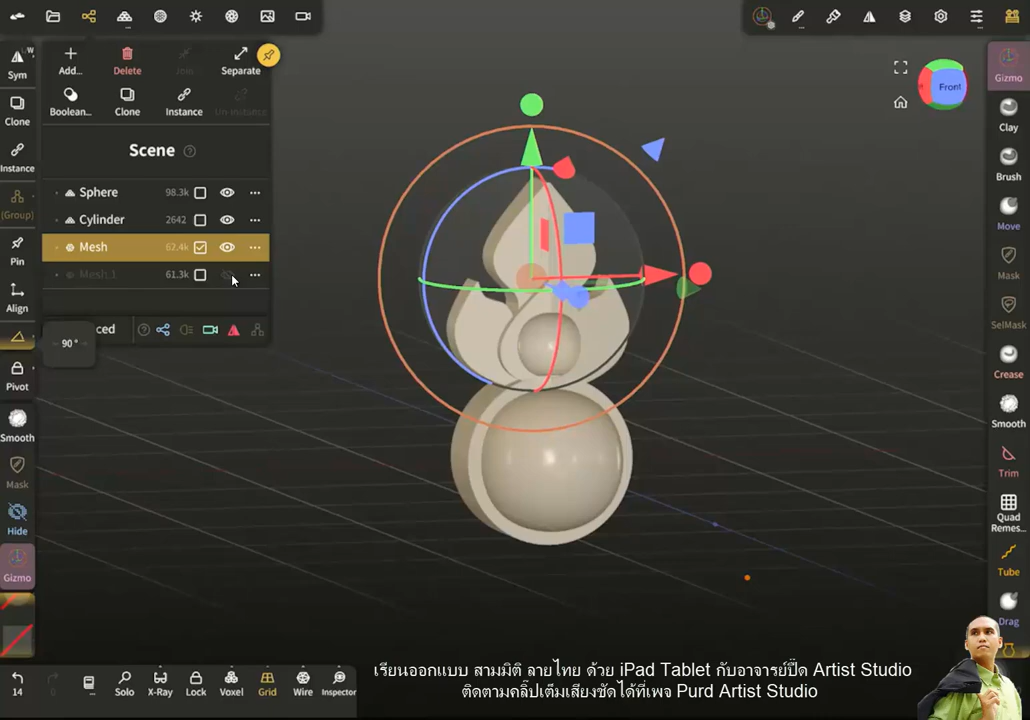 Front
Sym
Clone
Instance
(Group)
Pin
Align
90°
Pivot
Smooth
Mask
Hide
Gizmo
Add...
Delete
Join
Separate
Boolean...
Clone
Instance
Un-instance
Scene
Sphere 98.3k
Cylinder 2642
Mesh 62.4k
Mesh.1 61.3k
ced
Gizmo
Clay
Brush
Move
Mask
SelMask
Crease
Smooth
Trim
Quad
Remes...
Tube
Drag
14
0
Solo
X-Ray
Lock
Voxel
Grid
Wire
Inspector
เรียนออกแบบ สามมิติ ลายไทย ด้วย iPad Tablet กับอาจารย์ปื๊ด Artist Studio
ติดตามคลิ๊ปเต็มเสียงชัดได้ที่เพจ Purd Artist Studio